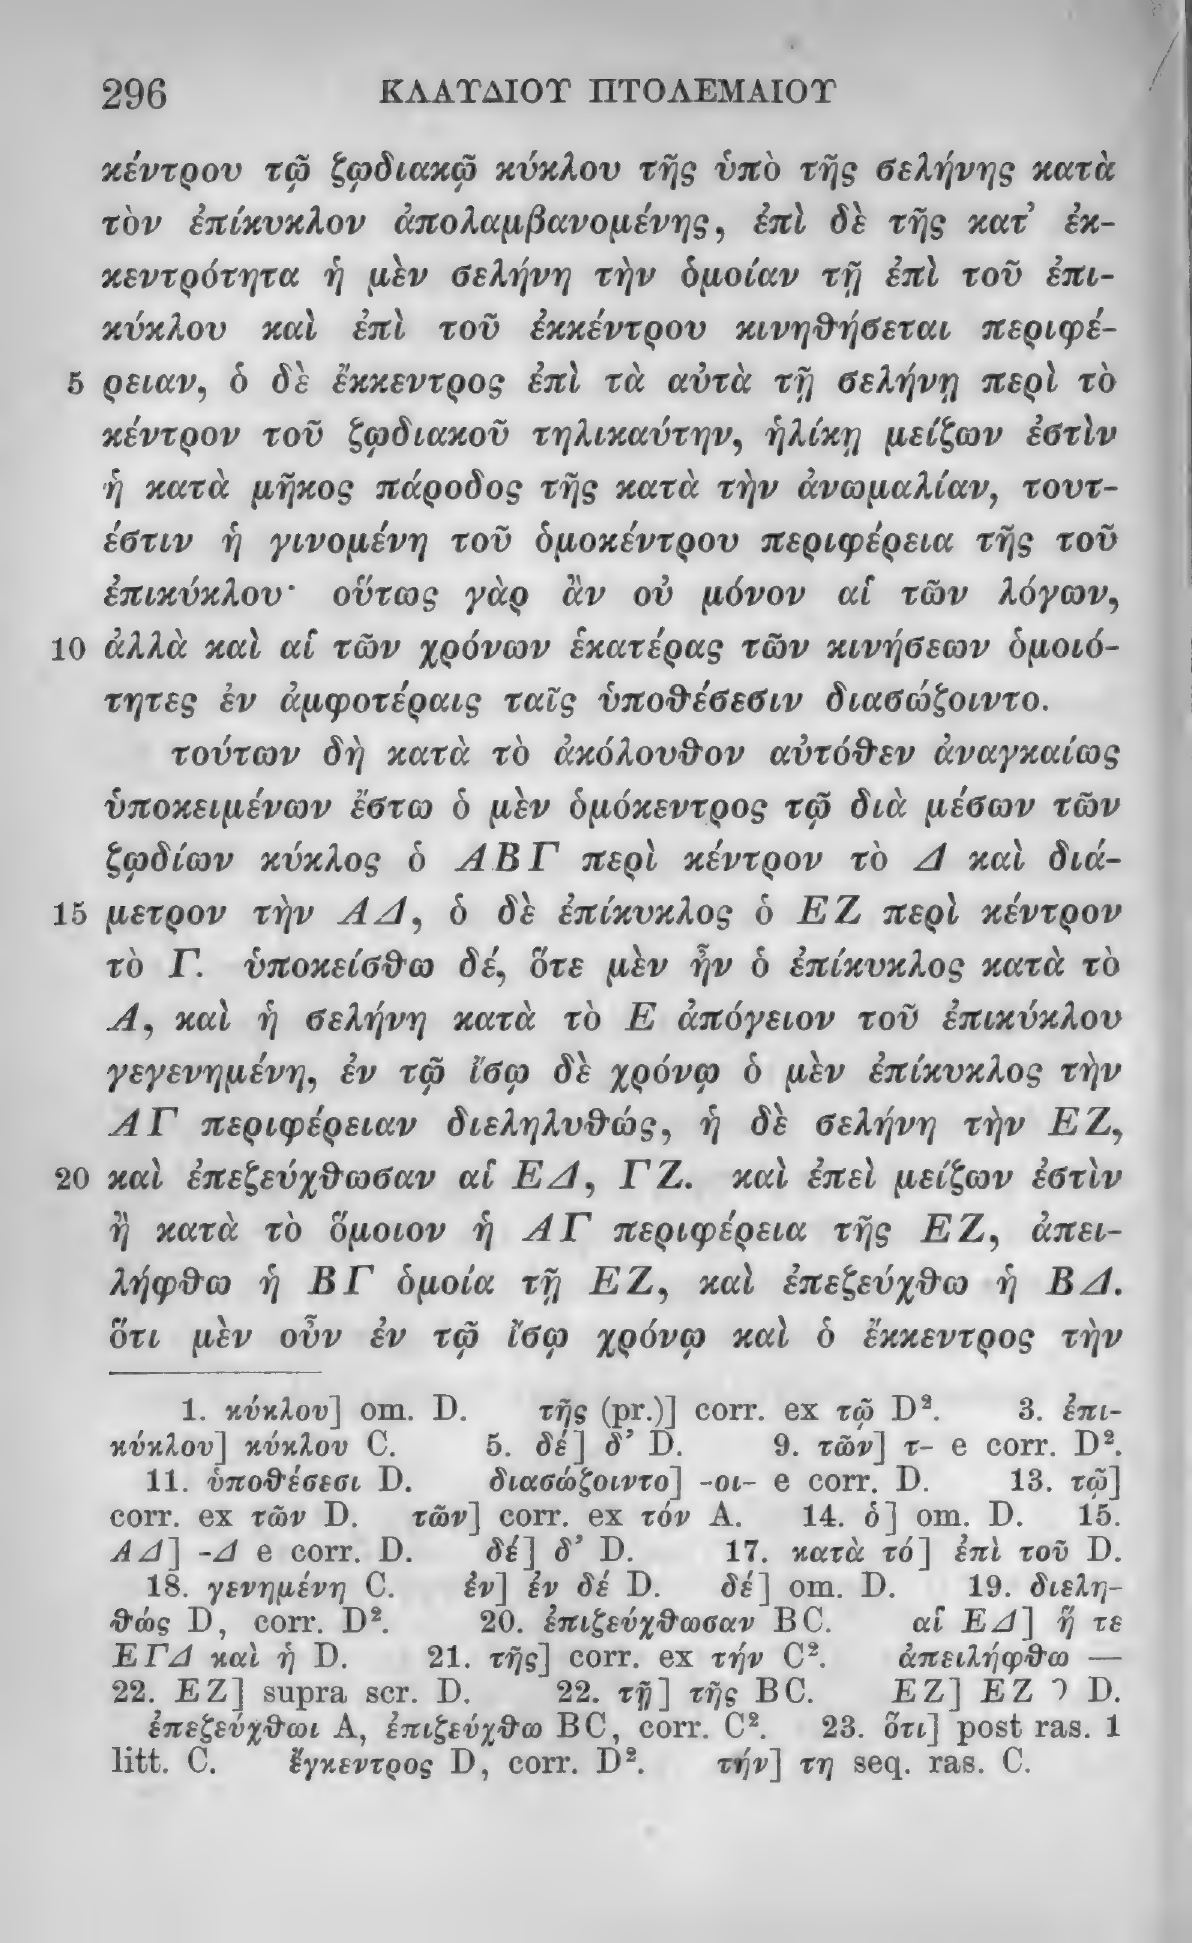 296 ΚΛΑΥΔΙΟΥ ΠΤΟΛΕΜΑΙΟΥ
κέντρου τῷ ζῳδιακῷ κύκλου τῆς ὑπὸ τῆς σελήνης κατὰ
τὸν ἐπίκυκλον ἀπολαμβανομένης, ἐπὶ δὲ τῆς κατ’ ἐκ-
κεντρότητα ἡ μὲν σελήνη τὴν ὁμοίαν τῇ ἐπὶ τοῦ ἐπι-
κύκλου καὶ ἐπὶ τοῦ ἐκκέντρου κινηθήσεται περιφέ-
5 ρειαν, ὁ δὲ ἔκκεντρος ἐπὶ τὰ αὐτὰ τῇ σελήνῃ περὶ τὸ
κέντρον τοῦ ζῳδιακοῦ τηλικαύτην, ἡλίκῃ μείζων ἐστὶν
ἡ κατὰ μῆκος πάροδος τῆς κατὰ τὴν ἀνωμαλίαν, τουτ-
έστιν ἡ γινομένη τοῦ ὁμοκέντρου περιφέρεια τῆς τοῦ
ἐπικύκλου· οὕτως γὰρ ἂν οὐ μόνον αἱ τῶν λόγων,
10 ἀλλὰ καὶ αἱ τῶν χρόνων ἑκατέρας τῶν κινήσεων ὁμοιό-
τητες ἐν ἀμφοτέραις ταῖς ὑποθέσεσιν διασώζοιντο.
τούτων δὴ κατὰ τὸ ἀκόλουθον αὐτόθεν ἀναγκαίως
ὑποκειμένων ἔστω ὁ μὲν ὁμόκεντρος τῷ διὰ μέσων τῶν
ζῳδίων κύκλος ὁ ΑΒΓ περὶ κέντρον τὸ Δ καὶ διά-
15 μετρον τὴν ΑΔ, ὁ δὲ ἐπίκυκλος ὁ ΕΖ περὶ κέντρον
τὸ Γ. ὑποκείσθω δέ, ὅτε μὲν ἦν ὁ ἐπίκυκλος κατὰ τὸ
Α, καὶ ἡ σελήνη κατὰ τὸ Ε ἀπόγειον τοῦ ἐπικύκλου
γεγενημένη, ἐν τῷ ἴσῳ δὲ χρόνῳ ὁ μὲν ἐπίκυκλος τὴν
ΑΓ περιφέρειαν διεληλυθώς, ἡ δὲ σελήνη τὴν ΕΖ,
20 καὶ ἐπεζεύχθωσαν αἱ ΕΔ, ΓΖ. καὶ ἐπεὶ μείζων ἐστὶν
ἢ κατὰ τὸ ὅμοιον ἡ ΑΓ περιφέρεια τῆς ΕΖ, ἀπει-
λήφθω ἡ ΒΓ ὁμοία τῇ ΕΖ, καὶ ἐπεζεύχθω ἡ ΒΔ.
ὅτι μὲν οὖν ἐν τῷ ἴσῳ χρόνῳ καὶ ὁ ἔκκεντρος τὴν
1. κύκλου] om. D. τῆς (pr.)] corr. ex τῷ D². 3. ἐπι-
κύκλου] κύκλου C. 5. δέ] δ’ D. 9. τῶν] τ- e corr. D².
11. ὑποθέσεσι D. διασώζοιντο] -οι- e corr. D. 13. τῷ]
corr. ex τῶν D. τῶν] corr. ex τόν A. 14. ὁ] om. D. 15.
ΑΔ] -Δ e corr. D. δέ] δ’ D. 17. κατὰ τό] ἐπὶ τοῦ D.
18. γενημένη C. ἐν] ἐν δέ D. δέ] om. D. 19. διελη-
θώς D, corr. D². 20. ἐπιζεύχθωσαν BC. αἱ ΕΔ] ἥ τε
ΕΓΔ καὶ ἡ D. 21. τῆς] corr. ex τήν C². ἀπειλήφθω —
22. ΕΖ] supra scr. D. 22. τῇ] τῆς BC. ΕΖ] ΕΖ Ↄ D.
ἐπεζεύχθωι A, ἐπιζεύχθω BC, corr. C². 23. ὅτι] post ras. 1
litt. C. ἔγκεντρος D, corr. D². τήν] τη seq. ras. C.